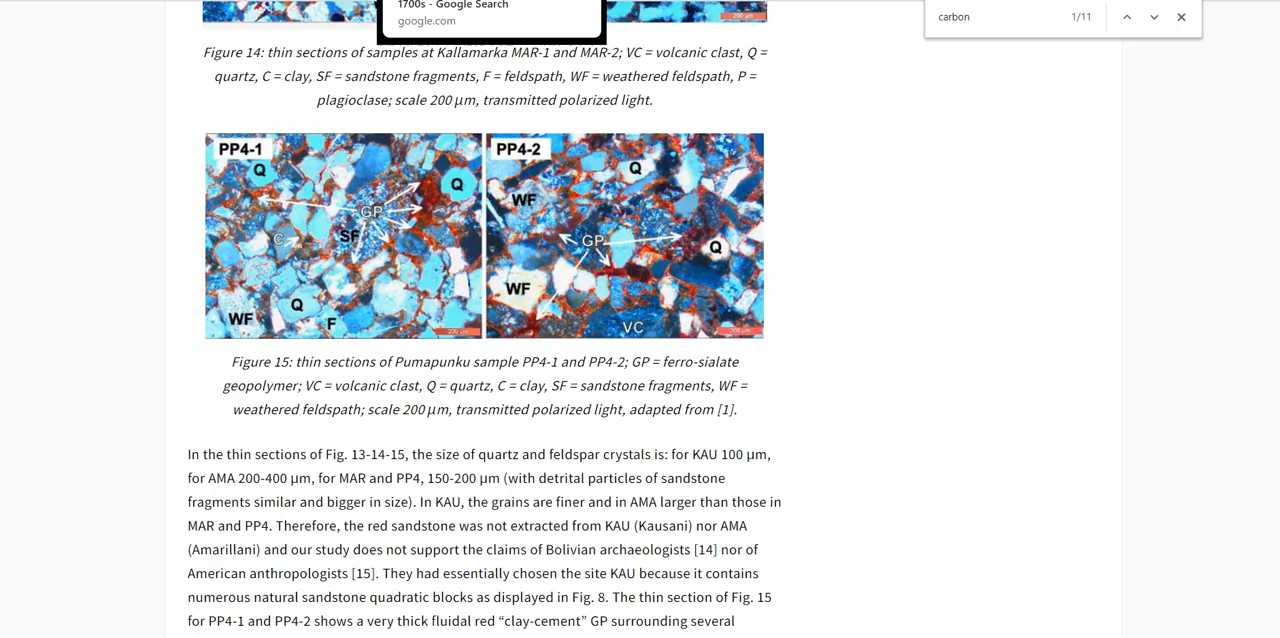 1700s - Google Search
google.com
carbon
1/11
200 µm
Figure 14: thin sections of samples at Kallamarka MAR-1 and MAR-2; VC = volcanic clast, Q =
quartz, C = clay, SF = sandstone fragments, F = feldspath, WF = weathered feldspath, P =
plagioclase; scale 200 µm, transmitted polarized light.
PP4-1
Q
Q
GP
C
SF
Q
WF
F
200 µm
PP4-2
Q
WF
GP
Q
WF
VC
200 µm
Figure 15: thin sections of Pumapunku sample PP4-1 and PP4-2; GP = ferro-sialate
geopolymer; VC = volcanic clast, Q = quartz, C = clay, SF = sandstone fragments, WF =
weathered feldspath; scale 200 µm, transmitted polarized light, adapted from [1].
In the thin sections of Fig. 13-14-15, the size of quartz and feldspar crystals is: for KAU 100 µm,
for AMA 200-400 µm, for MAR and PP4, 150-200 µm (with detrital particles of sandstone
fragments similar and bigger in size). In KAU, the grains are finer and in AMA larger than those in
MAR and PP4. Therefore, the red sandstone was not extracted from KAU (Kausani) nor AMA
(Amarillani) and our study does not support the claims of Bolivian archaeologists [14] nor of
American anthropologists [15]. They had essentially chosen the site KAU because it contains
numerous natural sandstone quadratic blocks as displayed in Fig. 8. The thin section of Fig. 15
for PP4-1 and PP4-2 shows a very thick fluidal red “clay-cement” GP surrounding several